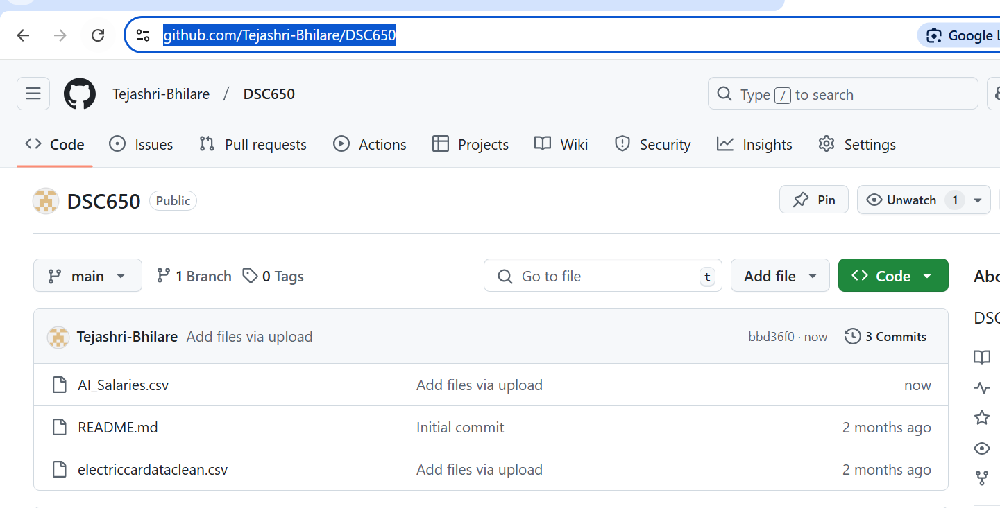 github.com/Tejashri-Bhilare/DSC650
Google L
Tejashri-Bhilare / DSC650
Type / to search
Code Issues Pull requests Actions Projects Wiki Security Insights Settings
DSC650 Public
Pin Unwatch 1
main 1 Branch 0 Tags Go to file t Add file Code
Abo
DSC
Tejashri-Bhilare Add files via upload bbd36f0 · now 3 Commits
AI_Salaries.csv Add files via upload now
README.md Initial commit 2 months ago
electriccardataclean.csv Add files via upload 2 months ago